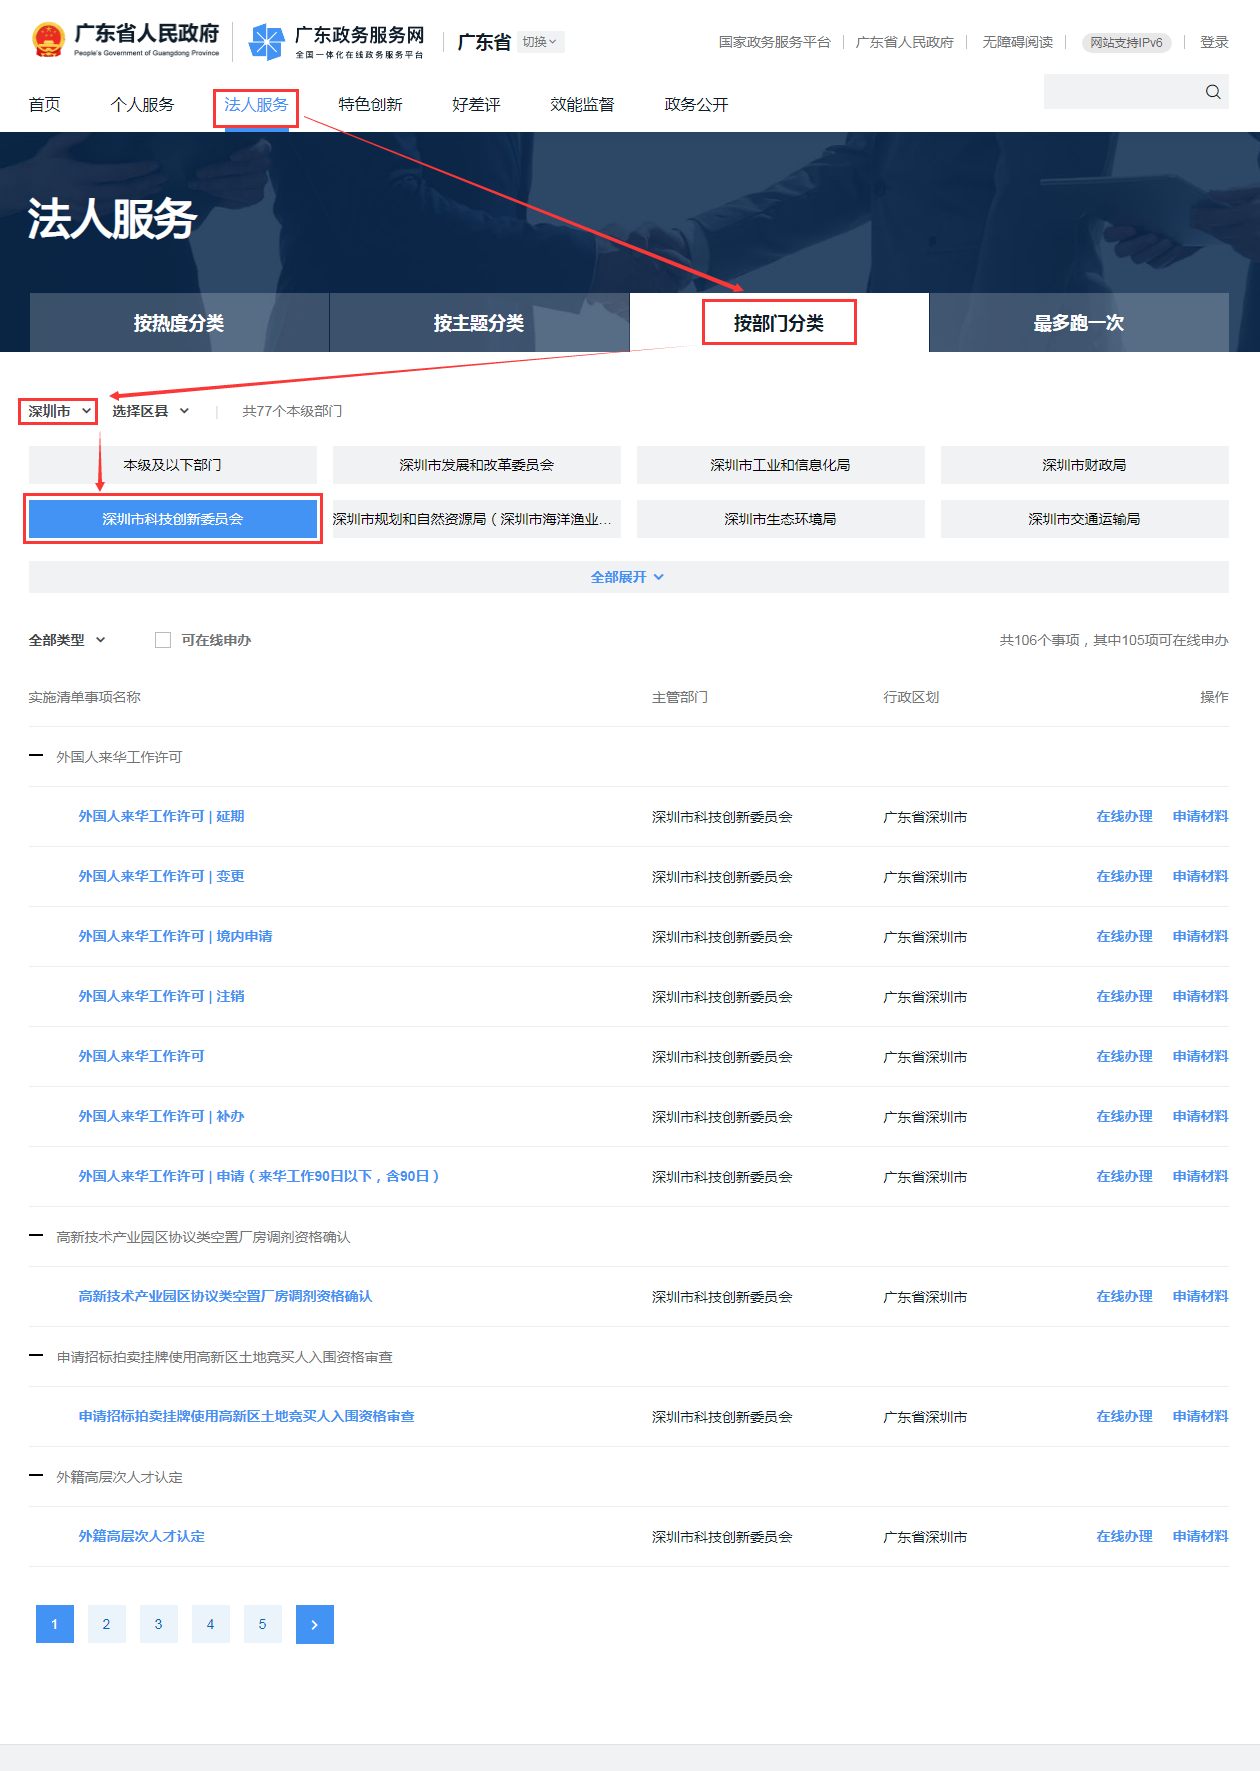 广东省人民政府
People's Government of Guangdong Province
广东政务服务网
全国一体化在线政务服务平台
广东省 切换
国家政务服务平台 广东省人民政府 无障碍阅读 网站支持IPv6 登录
首页 个人服务 法人服务 特色创新 好差评 效能监督 政务公开
法人服务
按热度分类 按主题分类 按部门分类 最多跑一次
深圳市 选择区县 | 共77个本级部门
本级及以下部门 深圳市发展和改革委员会 深圳市工业和信息化局 深圳市财政局
深圳市科技创新委员会 深圳市规划和自然资源局（深圳市海洋渔业... 深圳市生态环境局 深圳市交通运输局
全部展开
全部类型 可在线申办 共106个事项，其中105项可在线申办
实施清单事项名称 主管部门 行政区划 操作
外国人来华工作许可
外国人来华工作许可 | 延期 深圳市科技创新委员会 广东省深圳市 在线办理 申请材料
外国人来华工作许可 | 变更 深圳市科技创新委员会 广东省深圳市 在线办理 申请材料
外国人来华工作许可 | 境内申请 深圳市科技创新委员会 广东省深圳市 在线办理 申请材料
外国人来华工作许可 | 注销 深圳市科技创新委员会 广东省深圳市 在线办理 申请材料
外国人来华工作许可 深圳市科技创新委员会 广东省深圳市 在线办理 申请材料
外国人来华工作许可 | 补办 深圳市科技创新委员会 广东省深圳市 在线办理 申请材料
外国人来华工作许可 | 申请（来华工作90日以下，含90日） 深圳市科技创新委员会 广东省深圳市 在线办理 申请材料
高新技术产业园区协议类空置厂房调剂资格确认
高新技术产业园区协议类空置厂房调剂资格确认 深圳市科技创新委员会 广东省深圳市 在线办理 申请材料
申请招标拍卖挂牌使用高新区土地竞买人入围资格审查
申请招标拍卖挂牌使用高新区土地竞买人入围资格审查 深圳市科技创新委员会 广东省深圳市 在线办理 申请材料
外籍高层次人才认定
外籍高层次人才认定 深圳市科技创新委员会 广东省深圳市 在线办理 申请材料
1 2 3 4 5